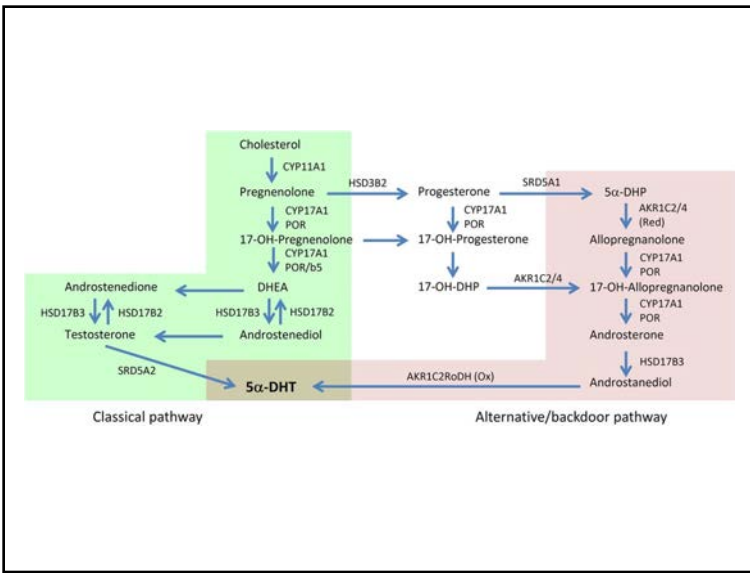 Cholesterol
CYP11A1
Pregnenolone
HSD3B2
Progesterone
SRD5A1
5α-DHP
CYP17A1
POR
CYP17A1
POR
AKR1C2/4
(Red)
17-OH-Pregnenolone
17-OH-Progesterone
Allopregnanolone
CYP17A1
POR/b5
CYP17A1
POR
Androstenedione
DHEA
17-OH-DHP
AKR1C2/4
17-OH-Allopregnanolone
HSD17B3
HSD17B2
HSD17B3
HSD17B2
CYP17A1
POR
Testosterone
Androstenediol
Androsterone
SRD5A2
HSD17B3
5α-DHT
AKR1C2RoDH (Ox)
Androstanediol
Classical pathway
Alternative/backdoor pathway